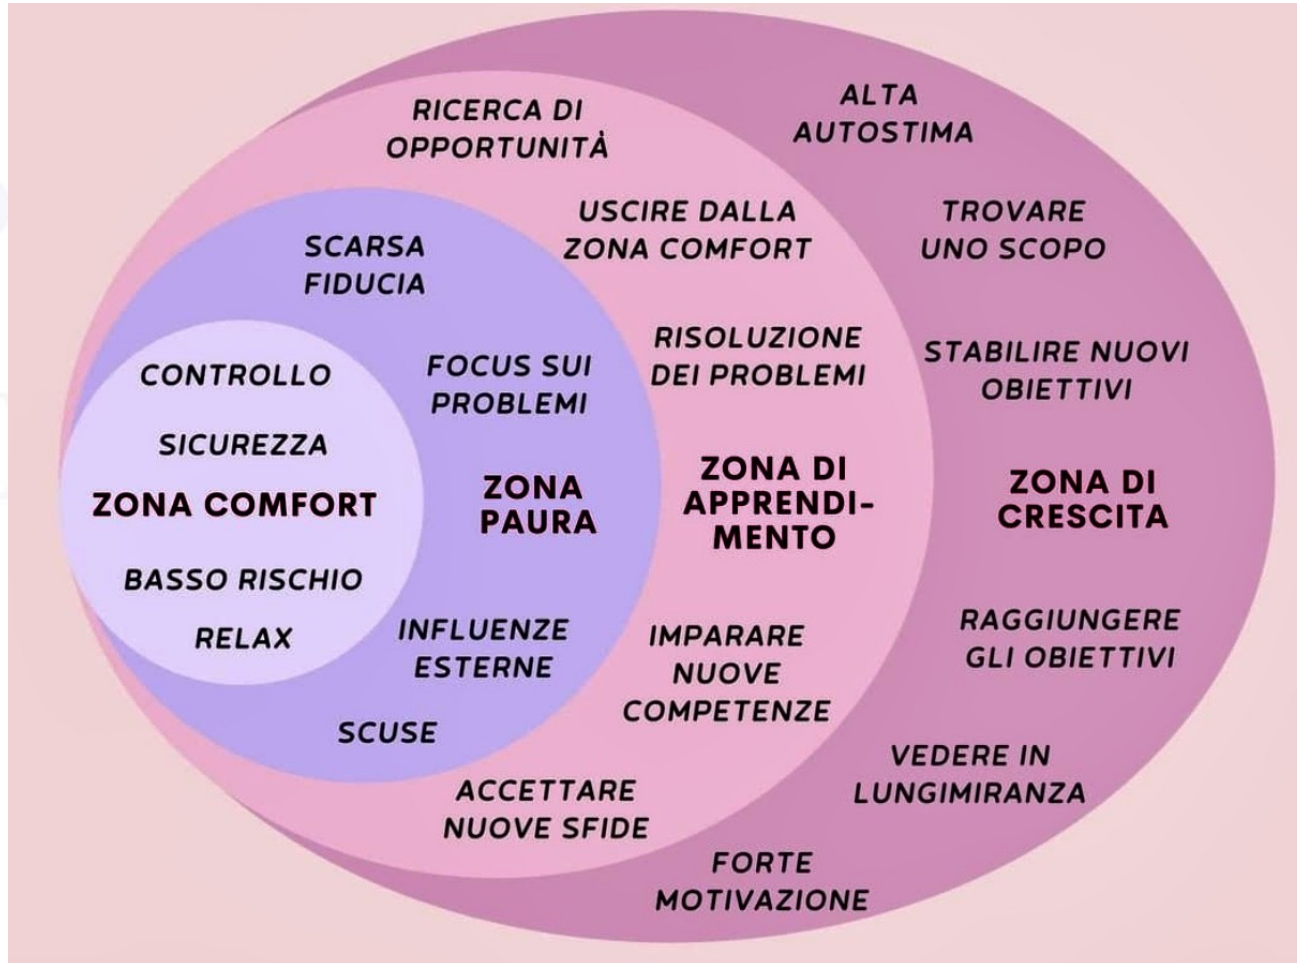 CONTROLLO
SICUREZZA
ZONA COMFORT
BASSO RISCHIO
RELAX
SCARSA
FIDUCIA
FOCUS SUI
PROBLEMI
ZONA
PAURA
INFLUENZE
ESTERNE
SCUSE
RICERCA DI
OPPORTUNITÀ
USCIRE DALLA
ZONA COMFORT
RISOLUZIONE
DEI PROBLEMI
ZONA DI
APPRENDI-
MENTO
IMPARARE
NUOVE
COMPETENZE
ACCETTARE
NUOVE SFIDE
ALTA
AUTOSTIMA
TROVARE
UNO SCOPO
STABILIRE NUOVI
OBIETTIVI
ZONA DI
CRESCITA
RAGGIUNGERE
GLI OBIETTIVI
VEDERE IN
LUNGIMIRANZA
FORTE
MOTIVAZIONE